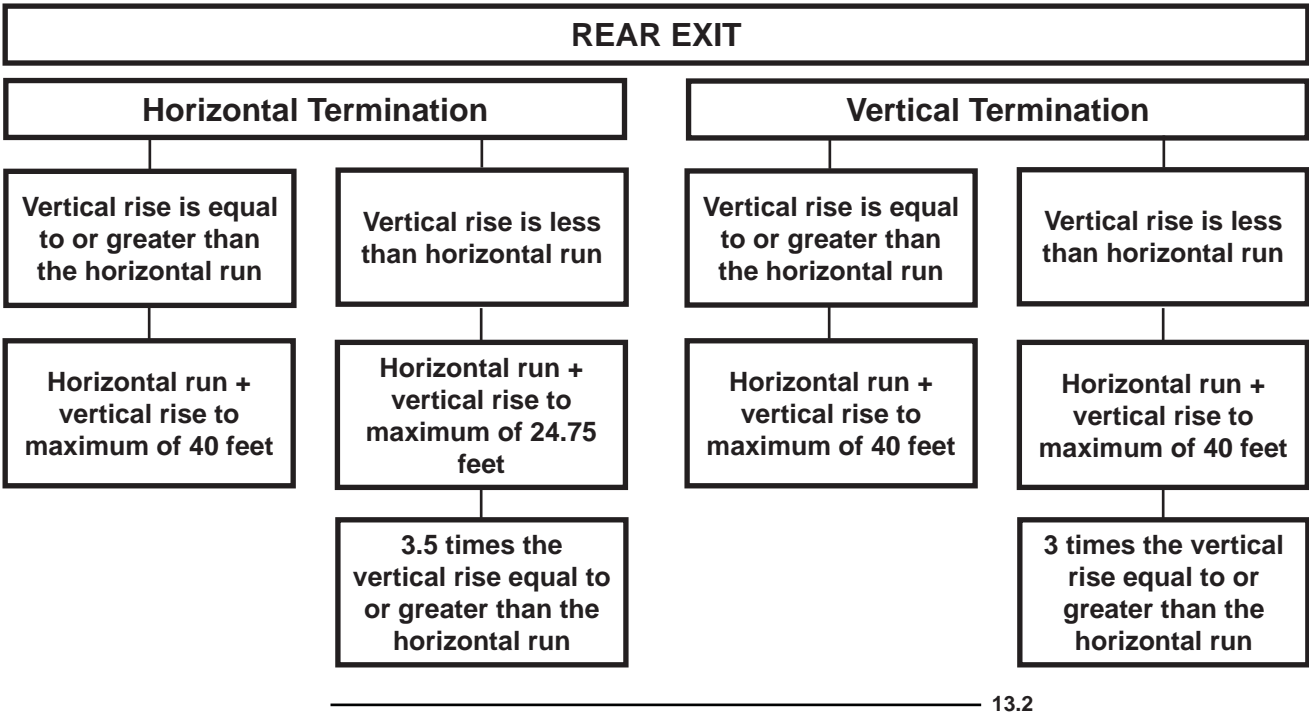 REAR EXIT
Horizontal Termination
Vertical Termination
Vertical rise is equal
to or greater than
the horizontal run
Vertical rise is less
than horizontal run
Vertical rise is equal
to or greater than
the horizontal run
Vertical rise is less
than horizontal run
Horizontal run +
vertical rise to
maximum of 40 feet
Horizontal run +
vertical rise to
maximum of 24.75
feet
Horizontal run +
vertical rise to
maximum of 40 feet
Horizontal run +
vertical rise to
maximum of 40 feet
3.5 times the
vertical rise equal to
or greater than the
horizontal run
3 times the vertical
rise equal to or
greater than the
horizontal run
13.2